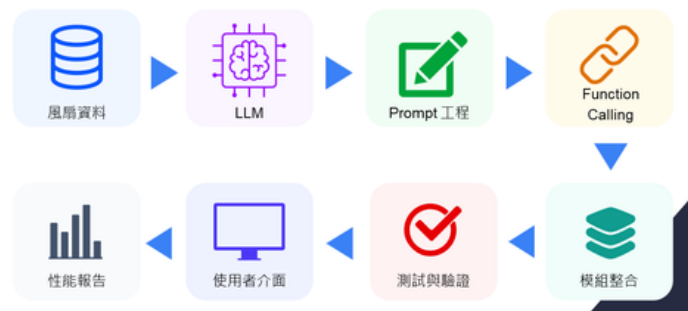 風扇資料
LLM
Prompt 工程
Function
Calling
模組整合
測試與驗證
使用者介面
性能報告